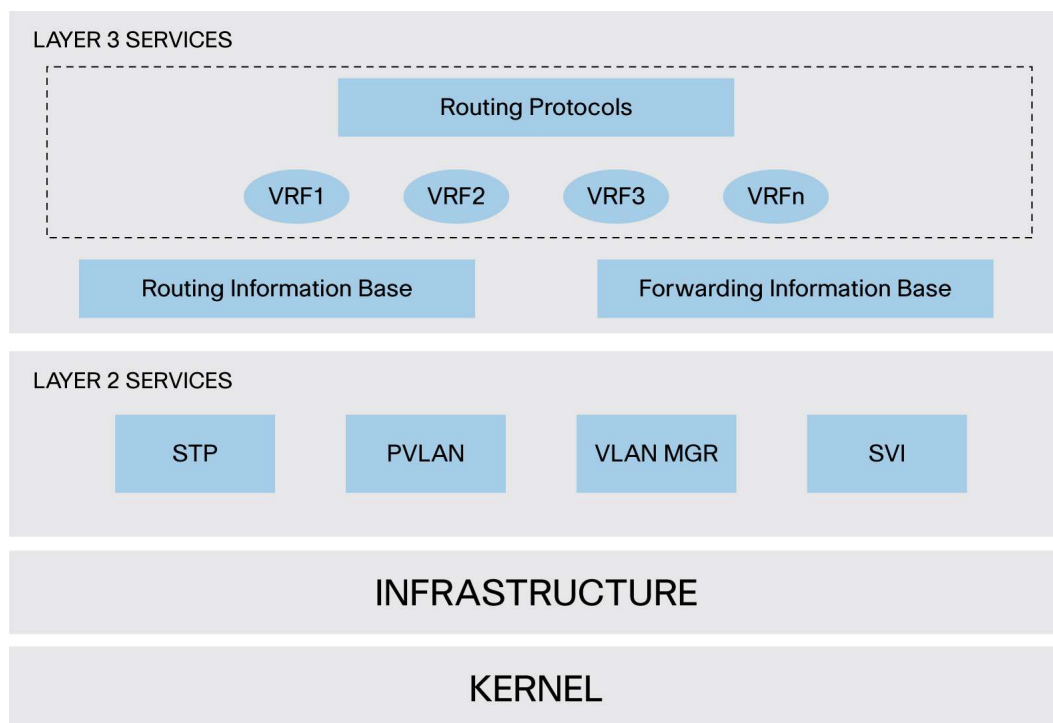 LAYER 3 SERVICES
Routing Protocols
VRF1
VRF2
VRF3
VRFn
Routing Information Base
Forwarding Information Base
LAYER 2 SERVICES
STP
PVLAN
VLAN MGR
SVI
INFRASTRUCTURE
KERNEL